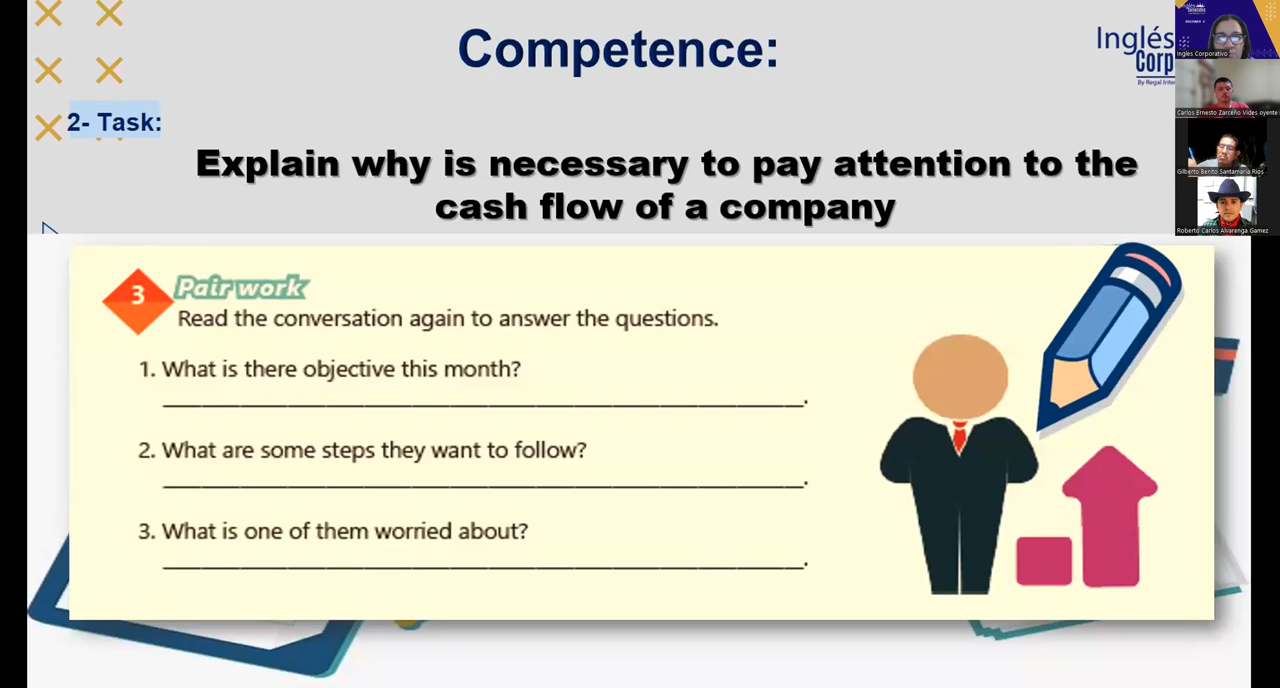 Competence:
Inglés
Corp
By Regal Inte
2- Task:
Explain why is necessary to pay attention to the
cash flow of a company
3
Pair work
Read the conversation again to answer the questions.
1. What is there objective this month?
2. What are some steps they want to follow?
3. What is one of them worried about?
Inglés Corporativo
Carlos Ernesto Zarceño Vides oyente
Gilberto Benito Santamaria Rios
Roberto Carlos Alvarenga Gamez